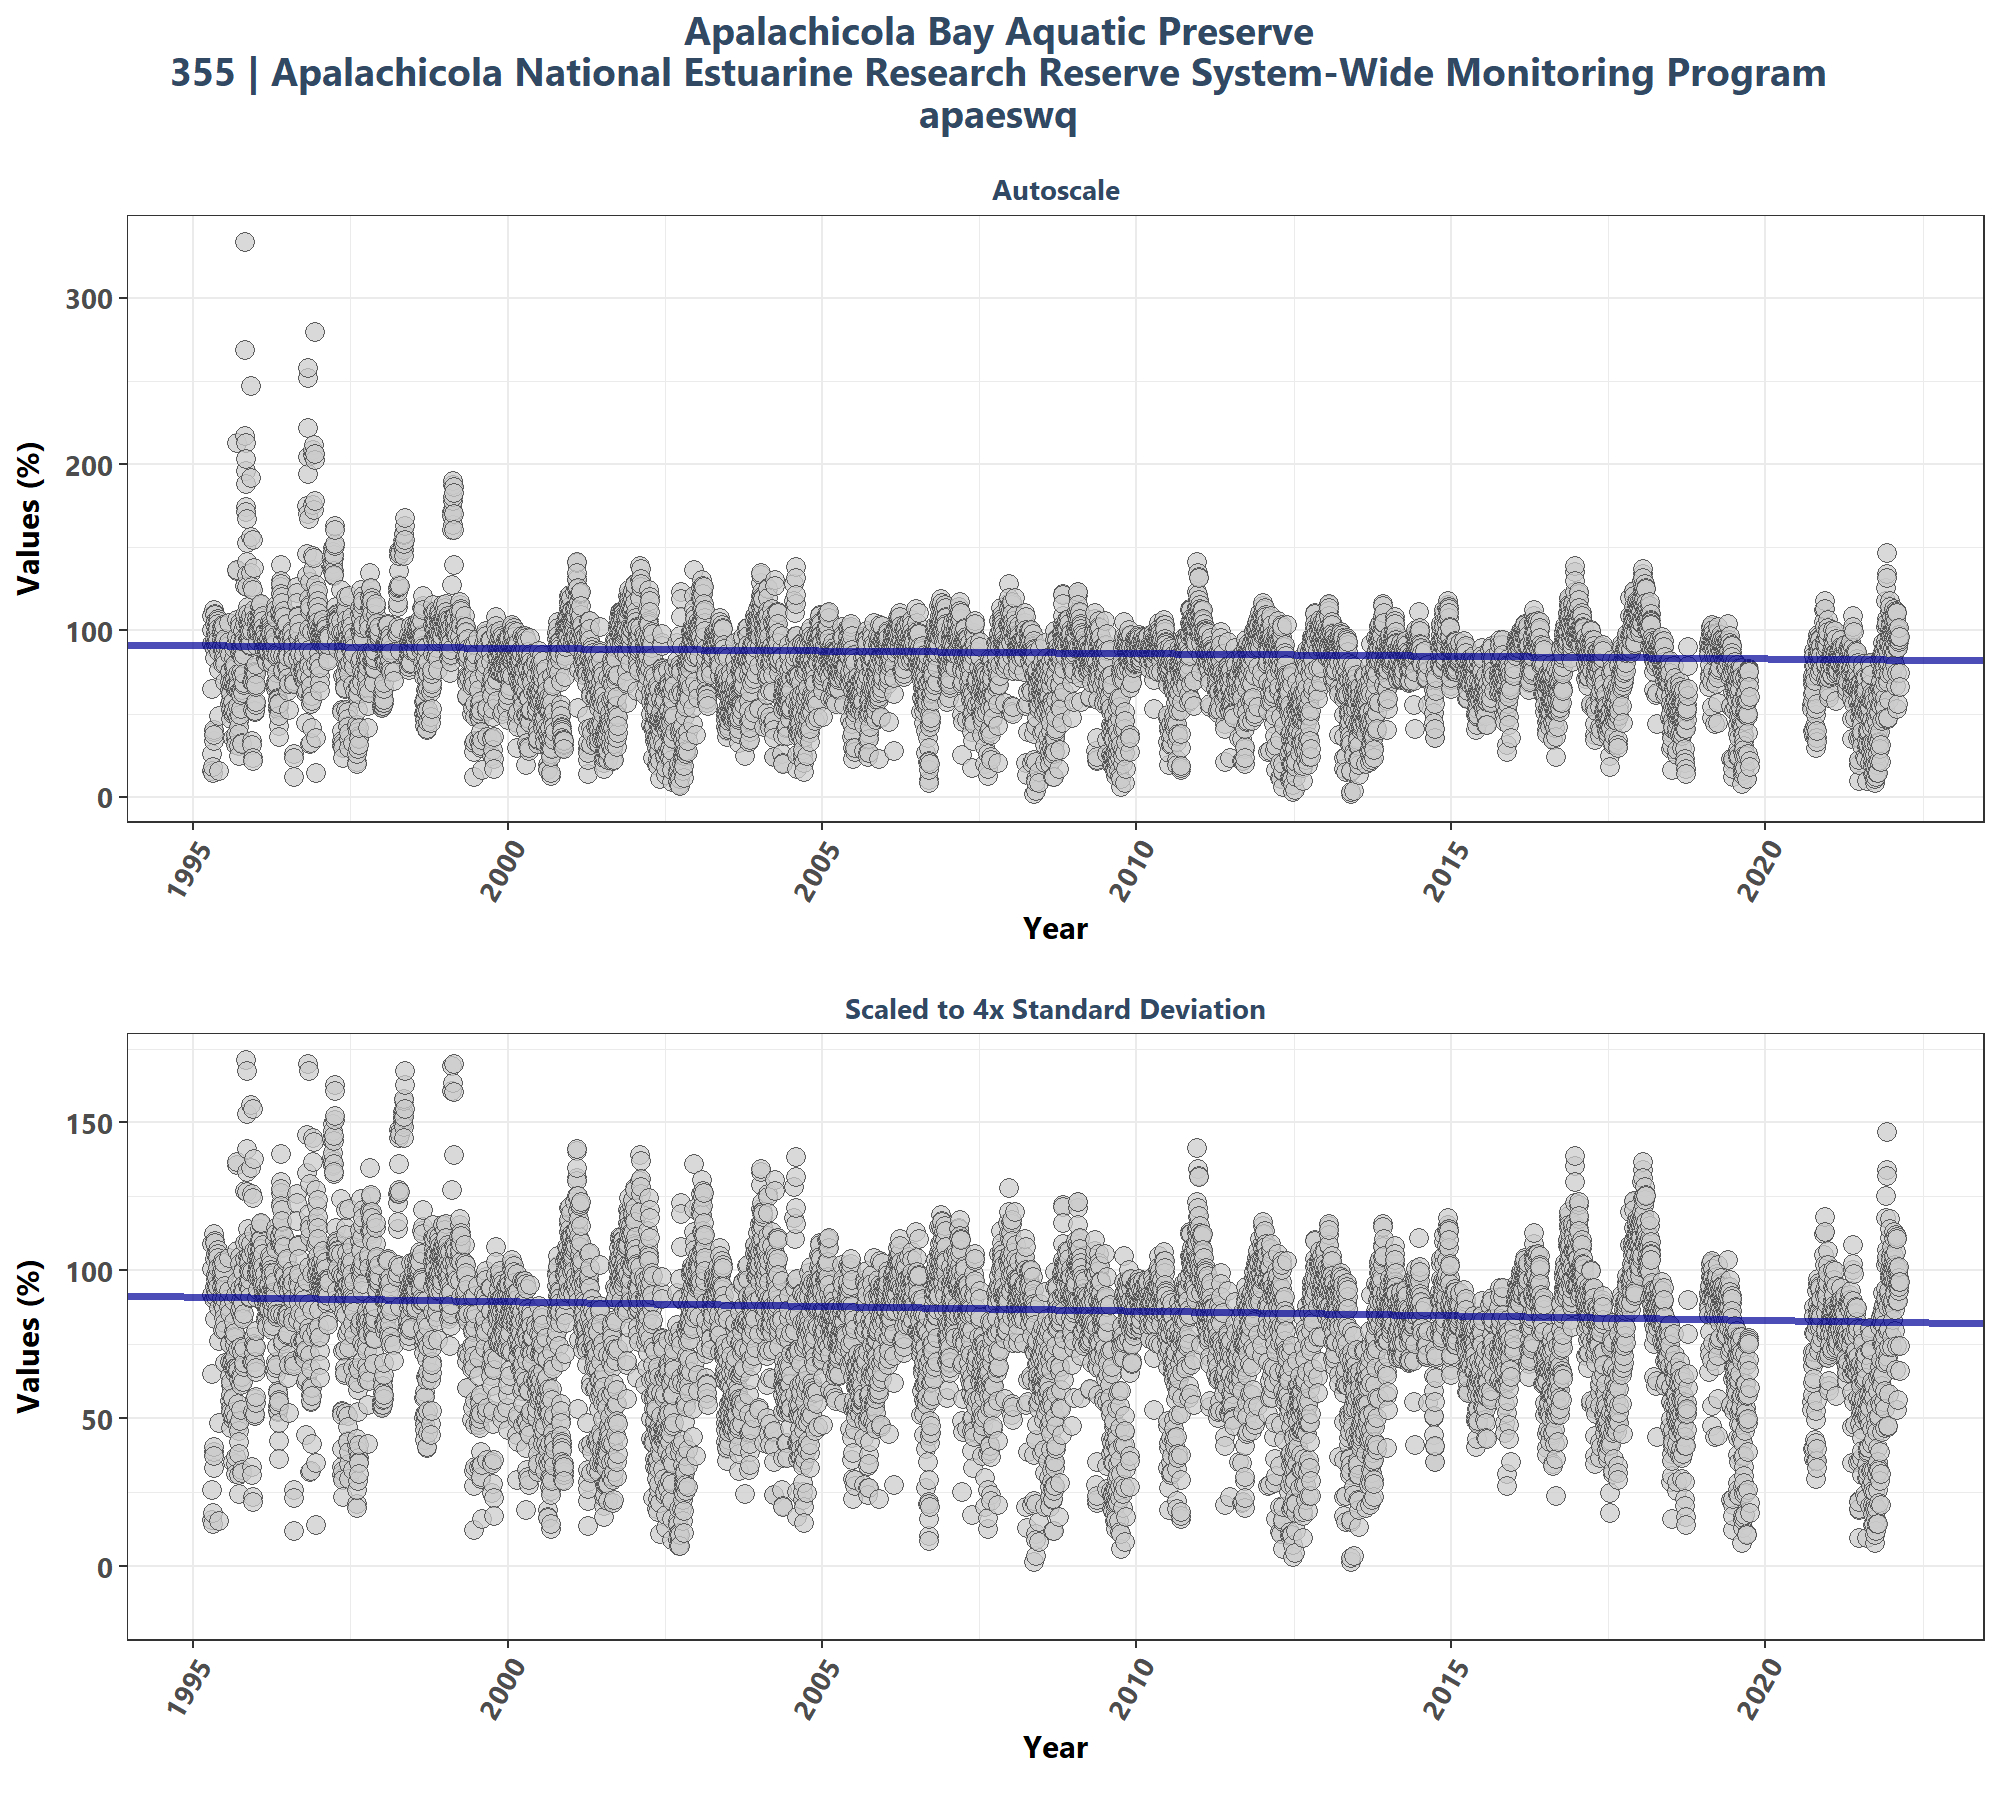 Apalachicola Bay Aquatic Preserve
355 | Apalachicola National Estuarine Research Reserve System-Wide Monitoring Program
apaeswq
Autoscale
Values (%)
300
200
100
0
1995
2000
2005
2010
2015
2020
Year
Scaled to 4x Standard Deviation
Values (%)
150
100
50
0
1995
2000
2005
2010
2015
2020
Year